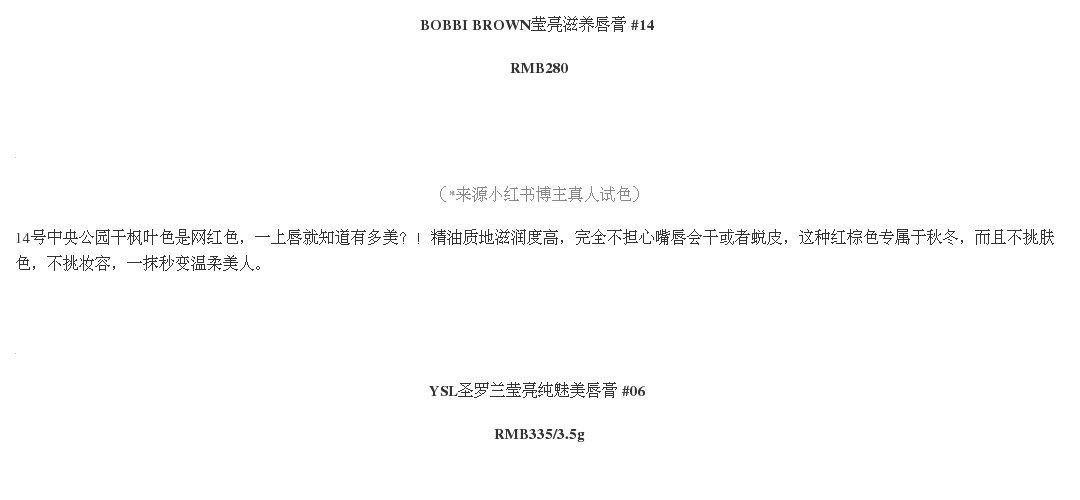 BOBBI BROWN莹亮滋养唇膏 #14
RMB280
（*来源小红书博主真人试色）
14号中央公园干枫叶色是网红色，一上唇就知道有多美？！精油质地滋润度高，完全不担心嘴唇会干或者蜕皮，这种红棕色专属于秋冬，而且不挑肤
色，不挑妆容，一抹秒变温柔美人。
YSL圣罗兰莹亮纯魅美唇膏 #06
RMB335/3.5g